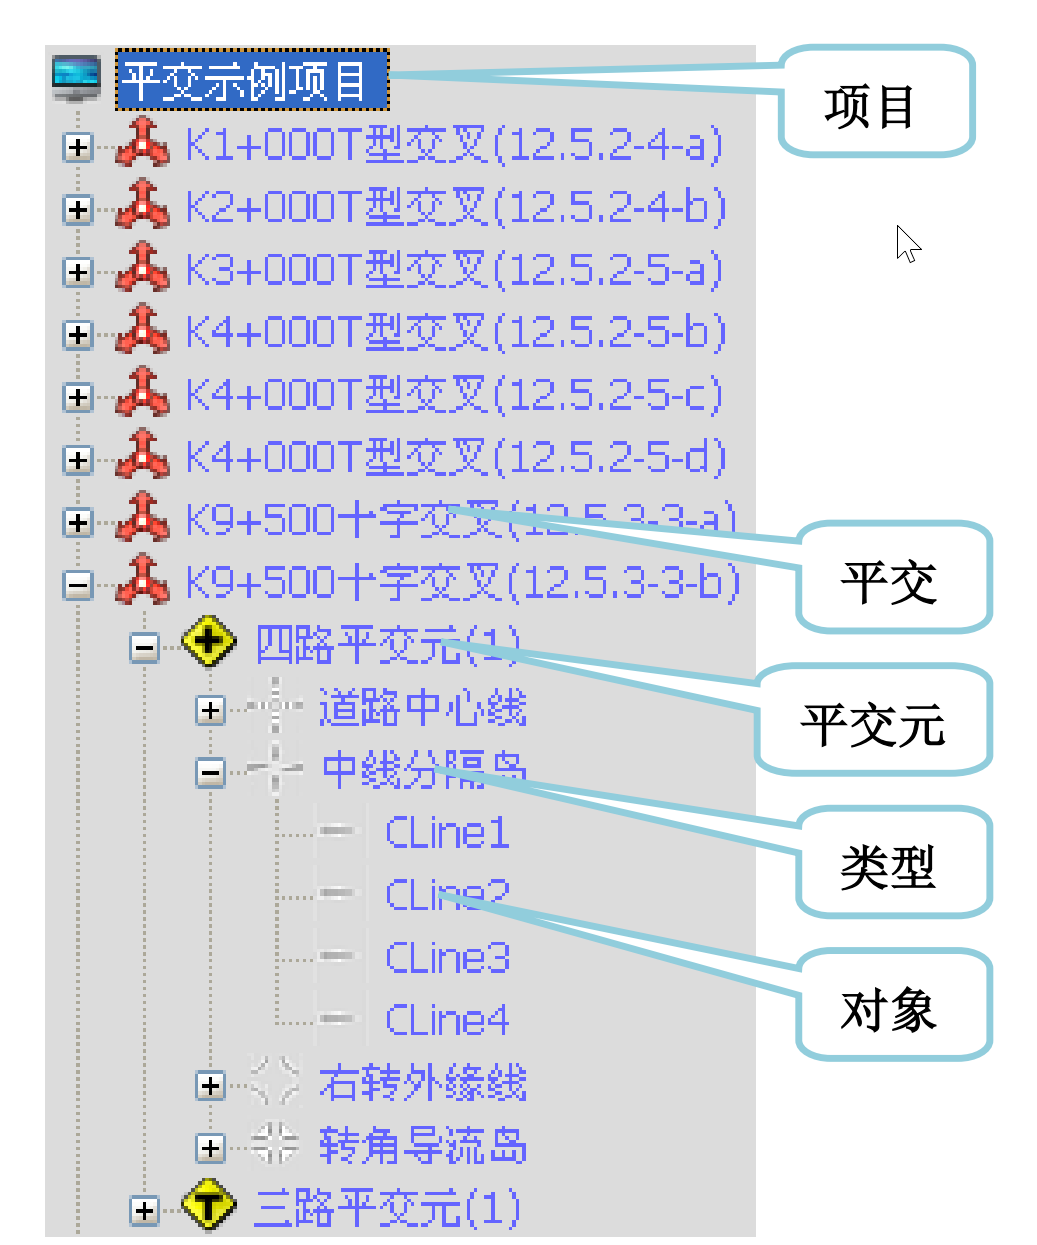 平交示例项目
项目
K1+000T型交叉(12.5.2-4-a)
K2+000T型交叉(12.5.2-4-b)
K3+000T型交叉(12.5.2-5-a)
K4+000T型交叉(12.5.2-5-b)
K4+000T型交叉(12.5.2-5-c)
K4+000T型交叉(12.5.2-5-d)
K9+500十字交叉(12.5.3-3-a)
平交
K9+500十字交叉(12.5.3-3-b)
四路平交元(1)
平交元
道路中心线
中线分隔岛
类型
CLine1
CLine2
CLine3
对象
CLine4
右转外缘线
转角导流岛
三路平交元(1)